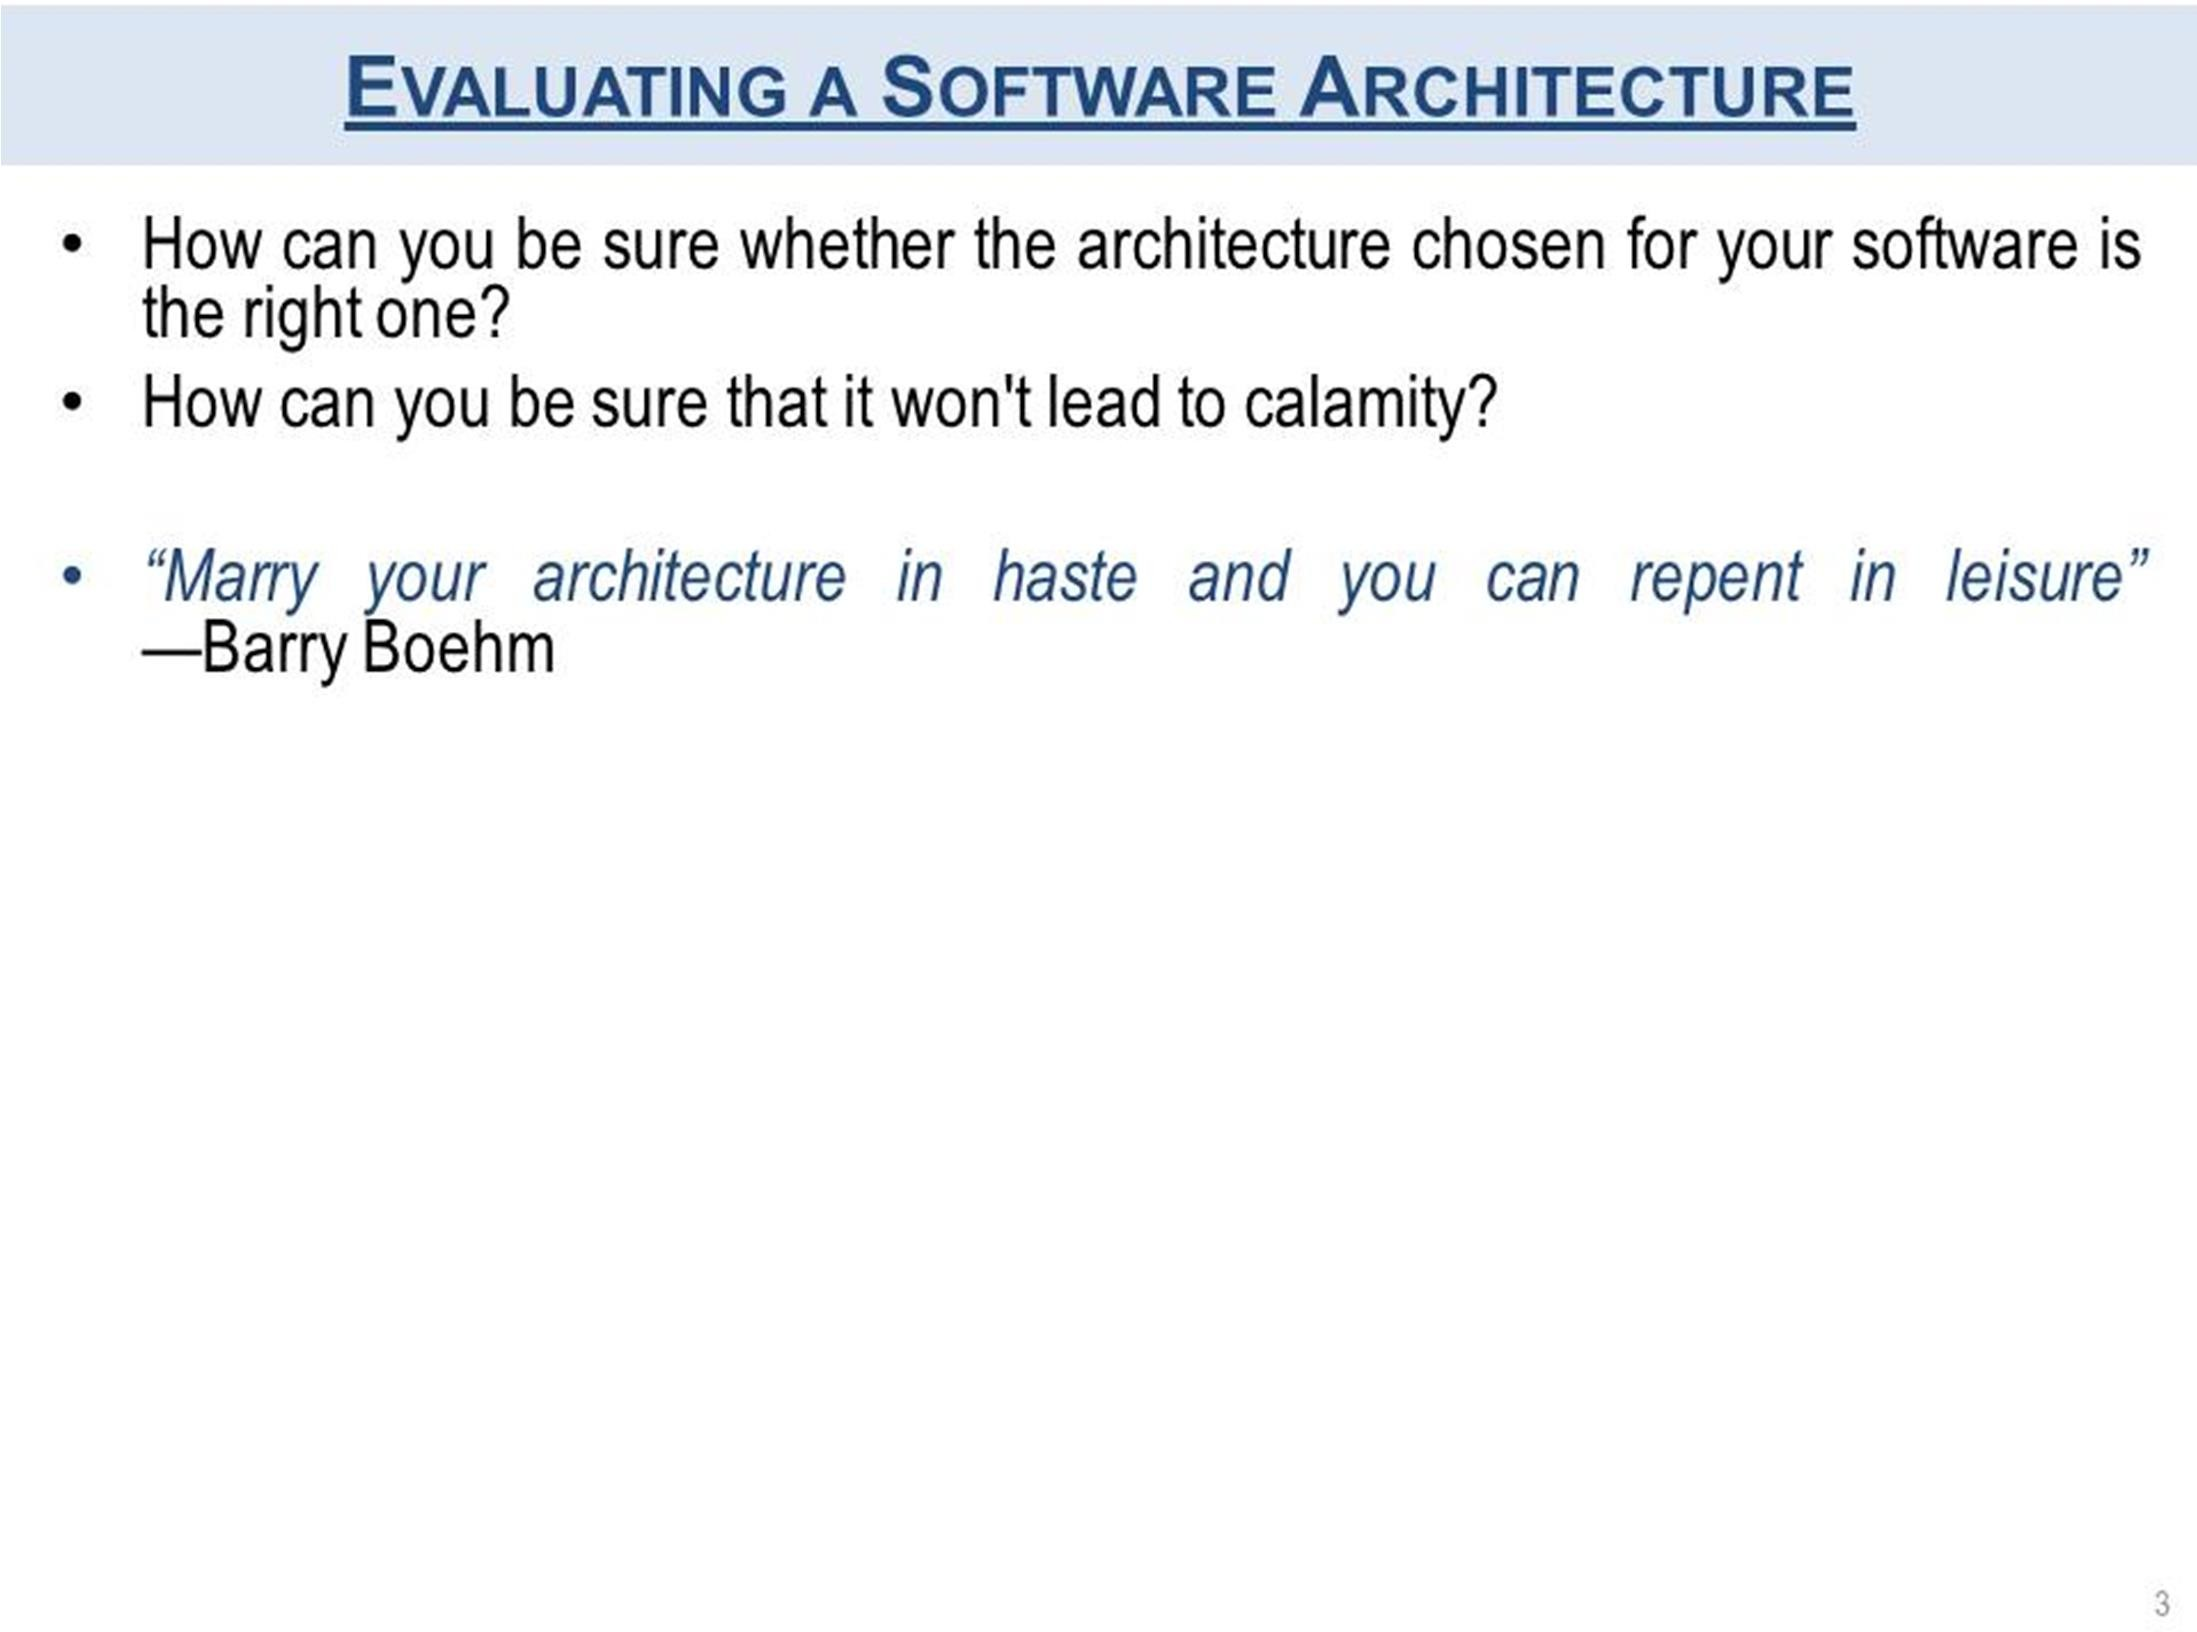 EVALUATING A SOFTWARE ARCHITECTURE
• How can you be sure whether the architecture chosen for your software is
the right one?
• How can you be sure that it won't lead to calamity?
• “Marry your architecture in haste and you can repent in leisure”
—Barry Boehm
3